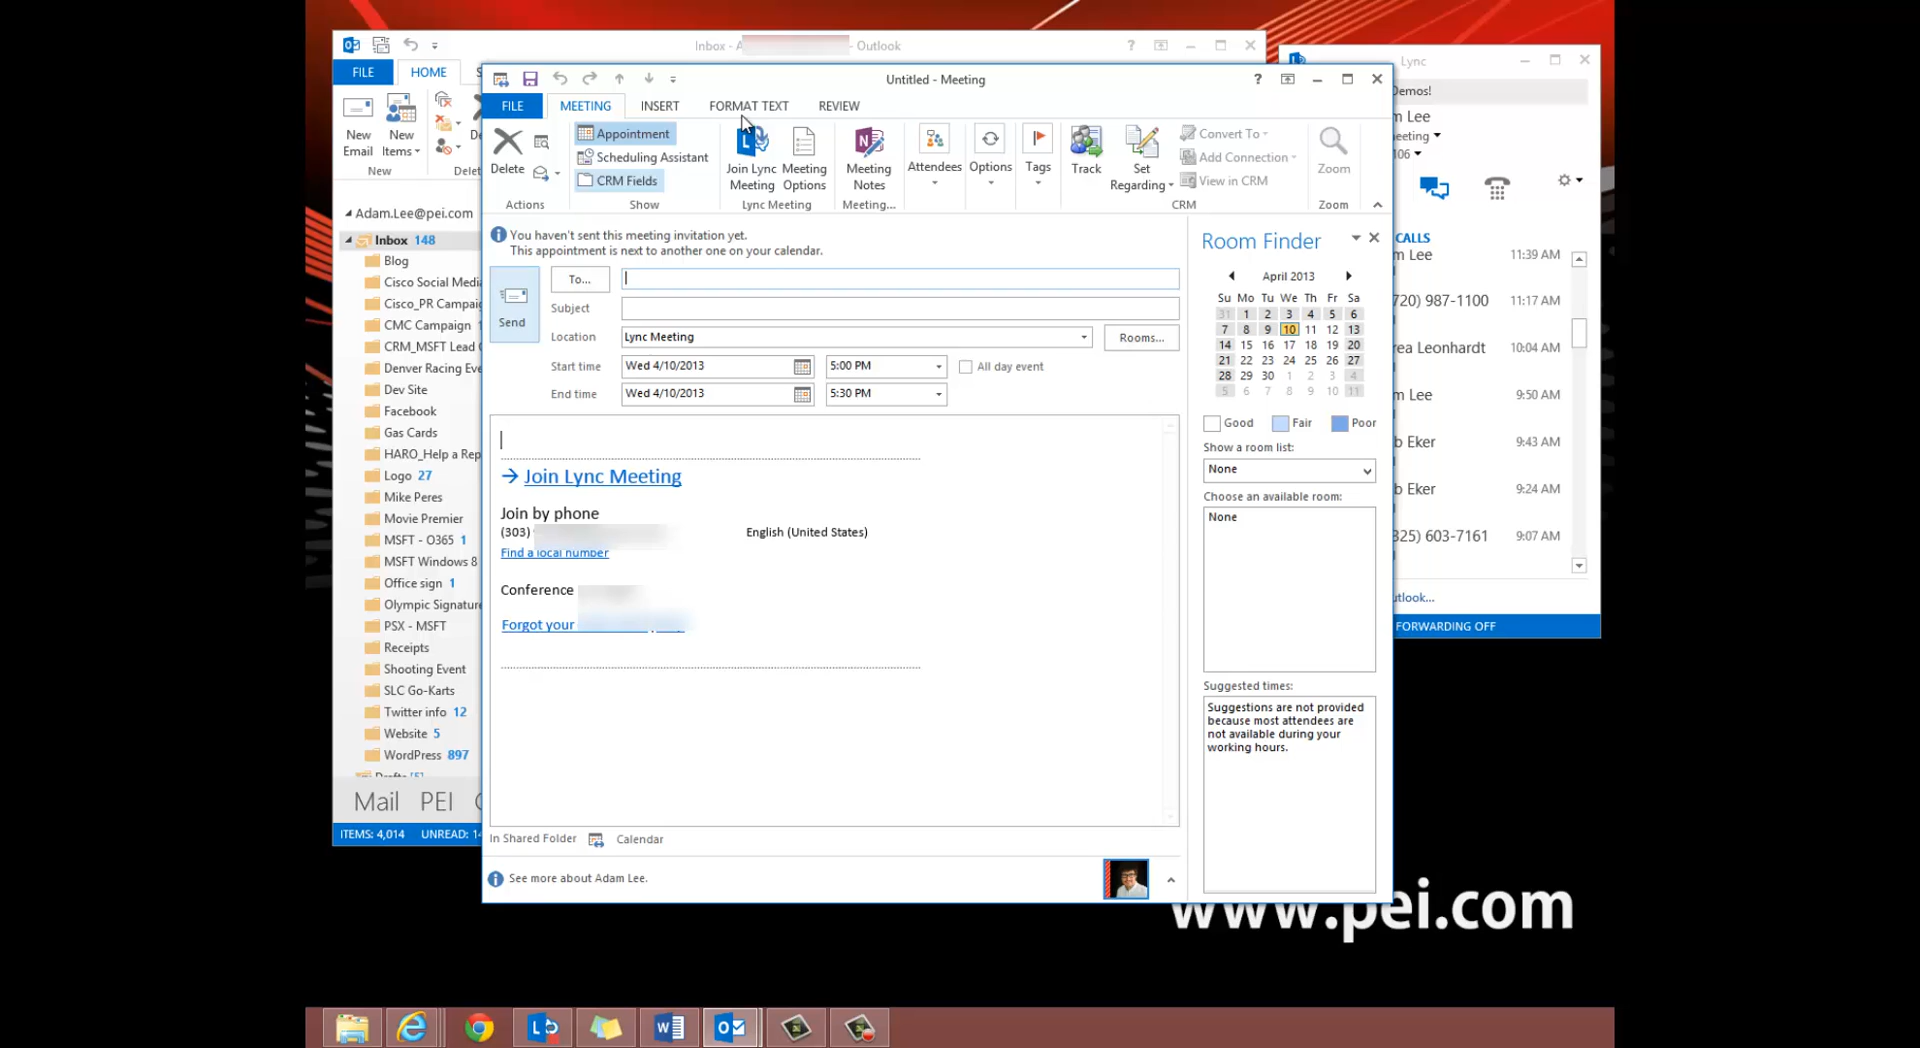 Inbox - A - Outlook
FILE
HOME
New Email
New Items
New
Delet
Adam.Lee@pei.com
Inbox 148
Blog
Cisco Social Media
Cisco_PR Campaig
CMC Campaign 1
CRM_MSFT Lead
Denver Racing Eve
Dev Site
Facebook
Gas Cards
HARO_Help a Rep
Logo 27
Mike Peres
Movie Premier
MSFT - O365 1
MSFT Windows 8
Office sign 1
Olympic Signature
PSX - MSFT
Receipts
Shooting Event
SLC Go-Karts
Twitter info 12
Website 5
WordPress 897
Drafts [5]
Mail PEI
ITEMS: 4,014 UNREAD: 14
Untitled - Meeting
FILE MEETING INSERT FORMAT TEXT REVIEW
Delete
Actions
Appointment
Scheduling Assistant
CRM Fields
Show
Join Lync Meeting
Meeting Options
Lync Meeting
Meeting Notes
Meeting...
Attendees
Options
Tags
Track
Set Regarding
Convert To
Add Connection
View in CRM
CRM
Zoom
Zoom
You haven't sent this meeting invitation yet.
This appointment is next to another one on your calendar.
Send
To...
Subject
Location Lync Meeting Rooms...
Start time Wed 4/10/2013 5:00 PM All day event
End time Wed 4/10/2013 5:30 PM
→ Join Lync Meeting
Join by phone
(303) English (United States)
Find a local number
Conference
Forgot your
In Shared Folder Calendar
See more about Adam Lee.
Room Finder
April 2013
Su Mo Tu We Th Fr Sa
31 1 2 3 4 5 6
7 8 9 10 11 12 13
14 15 16 17 18 19 20
21 22 23 24 25 26 27
28 29 30 1 2 3 4
5 6 7 8 9 10 11
Good Fair Poor
Show a room list:
None
Choose an available room:
None
Suggested times:
Suggestions are not provided
because most attendees are
not available during your
working hours.
Lync
Demos!
m Lee
meeting
106
CALLS
m Lee 11:39 AM
720) 987-1100 11:17 AM
rea Leonhardt 10:04 AM
m Lee 9:50 AM
b Eker 9:43 AM
b Eker 9:24 AM
325) 603-7161 9:07 AM
utlook...
FORWARDING OFF
www.pei.com